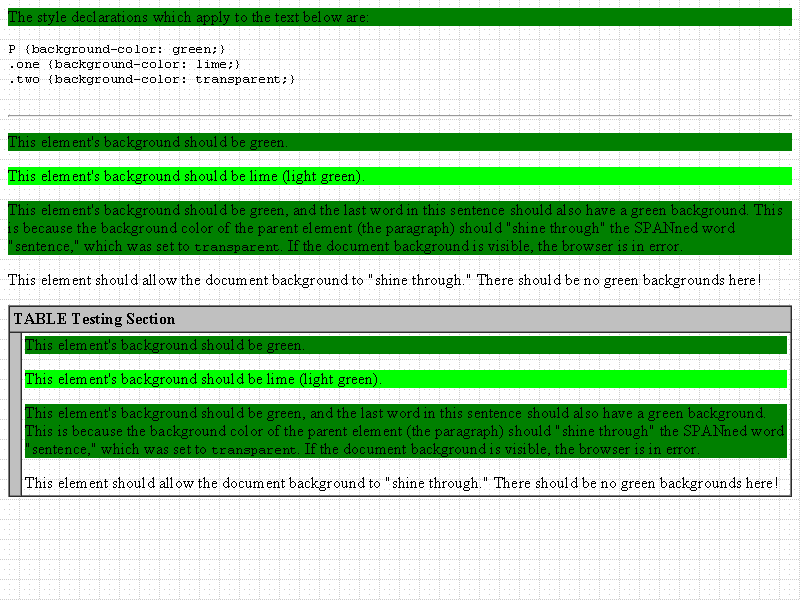 The style declarations which apply to the text below are:
P {background-color: green;}
.one {background-color: lime;}
.two {background-color: transparent;}
This element's background should be green.
This element's background should be lime (light green).
This element's background should be green, and the last word in this sentence should also have a green background. This
is because the background color of the parent element (the paragraph) should "shine through" the SPANned word
"sentence," which was set to transparent. If the document background is visible, the browser is in error.
This element should allow the document background to "shine through." There should be no green backgrounds here!
TABLE Testing Section
This element's background should be green.
This element's background should be lime (light green).
This element's background should be green, and the last word in this sentence should also have a green background.
This is because the background color of the parent element (the paragraph) should "shine through" the SPANned word
"sentence," which was set to transparent. If the document background is visible, the browser is in error.
This element should allow the document background to "shine through." There should be no green backgrounds here!